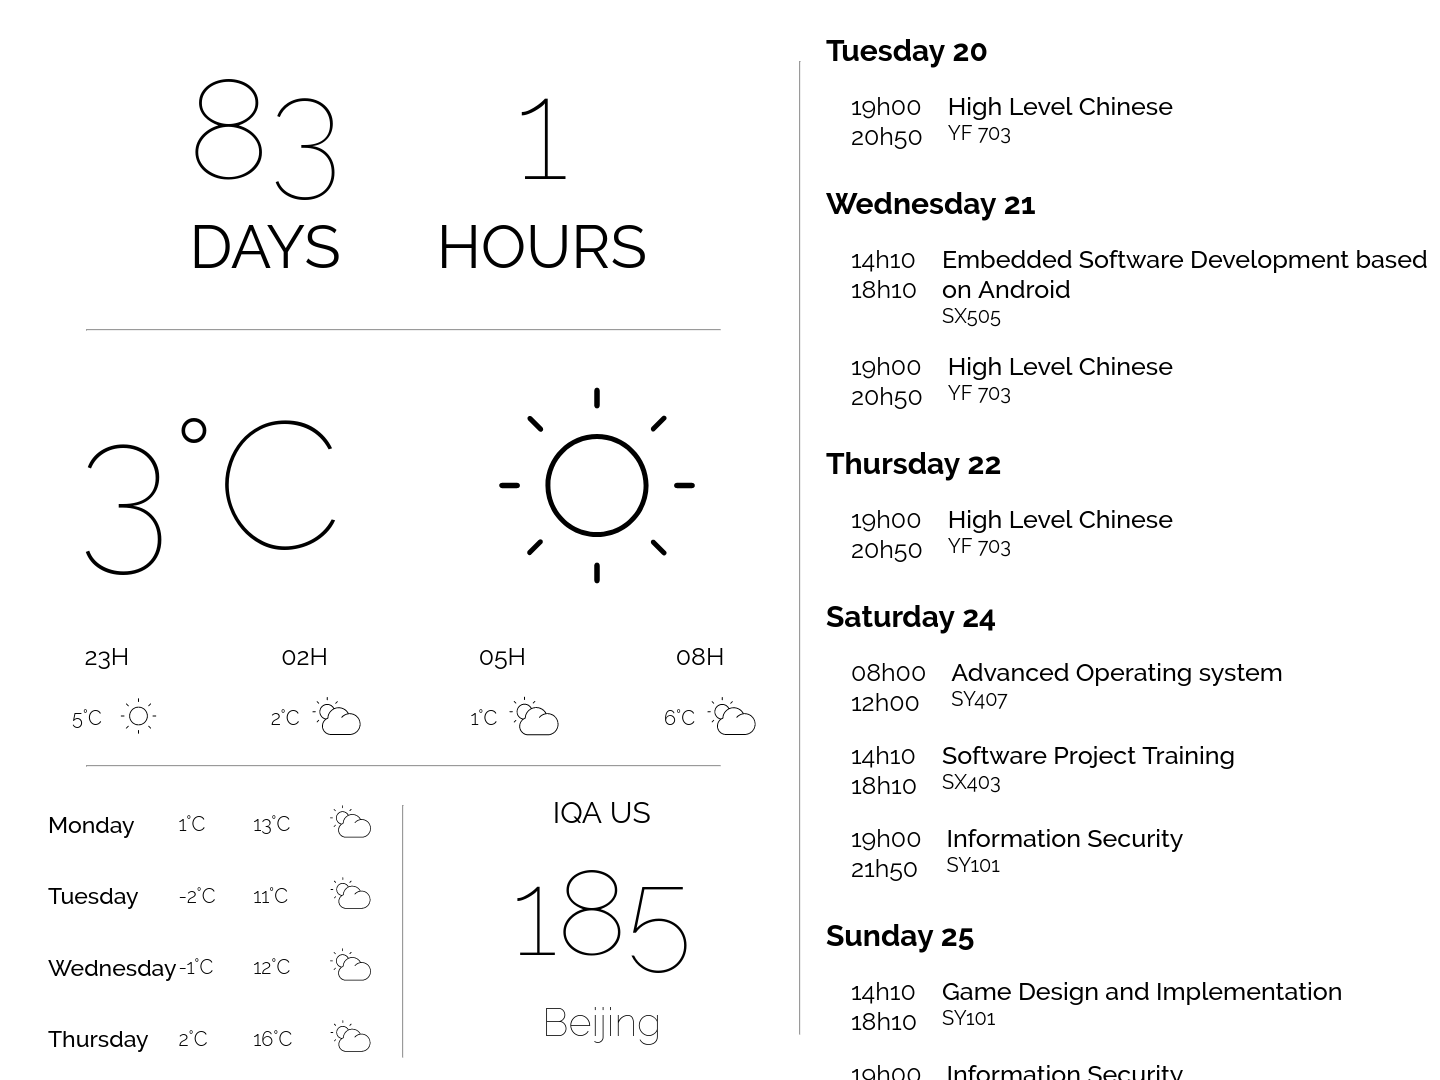 83 1
DAYS HOURS
3°C
23H 02H 05H 08H
5°C 2°C 1°C 6°C
Monday 1°C 13°C
Tuesday -2°C 11°C
Wednesday -1°C 12°C
Thursday 2°C 16°C
IQA US
185
Beijing
Tuesday 20
19h00 High Level Chinese
20h50 YF 703
Wednesday 21
14h10 Embedded Software Development based
18h10 on Android
SX505
19h00 High Level Chinese
20h50 YF 703
Thursday 22
19h00 High Level Chinese
20h50 YF 703
Saturday 24
08h00 Advanced Operating system
12h00 SY407
14h10 Software Project Training
18h10 SX403
19h00 Information Security
21h50 SY101
Sunday 25
14h10 Game Design and Implementation
18h10 SY101
19h00 Information Security